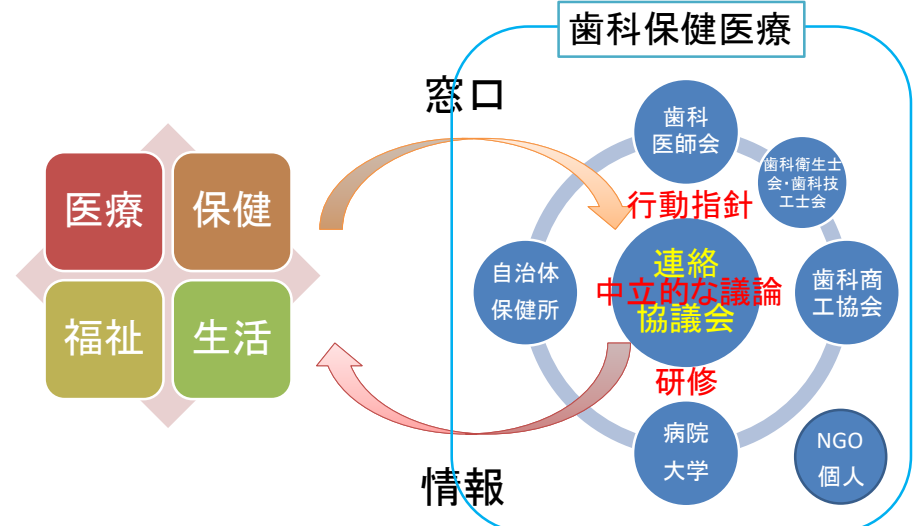 歯科保健医療
窓口
医療
保健
福祉
生活
歯科
医師会
歯科衛生士
会・歯科技
工士会
行動指針
自治体
保健所
連絡
中立的な議論
協議会
歯科商
工協会
研修
病院
大学
NGO
個人
情報